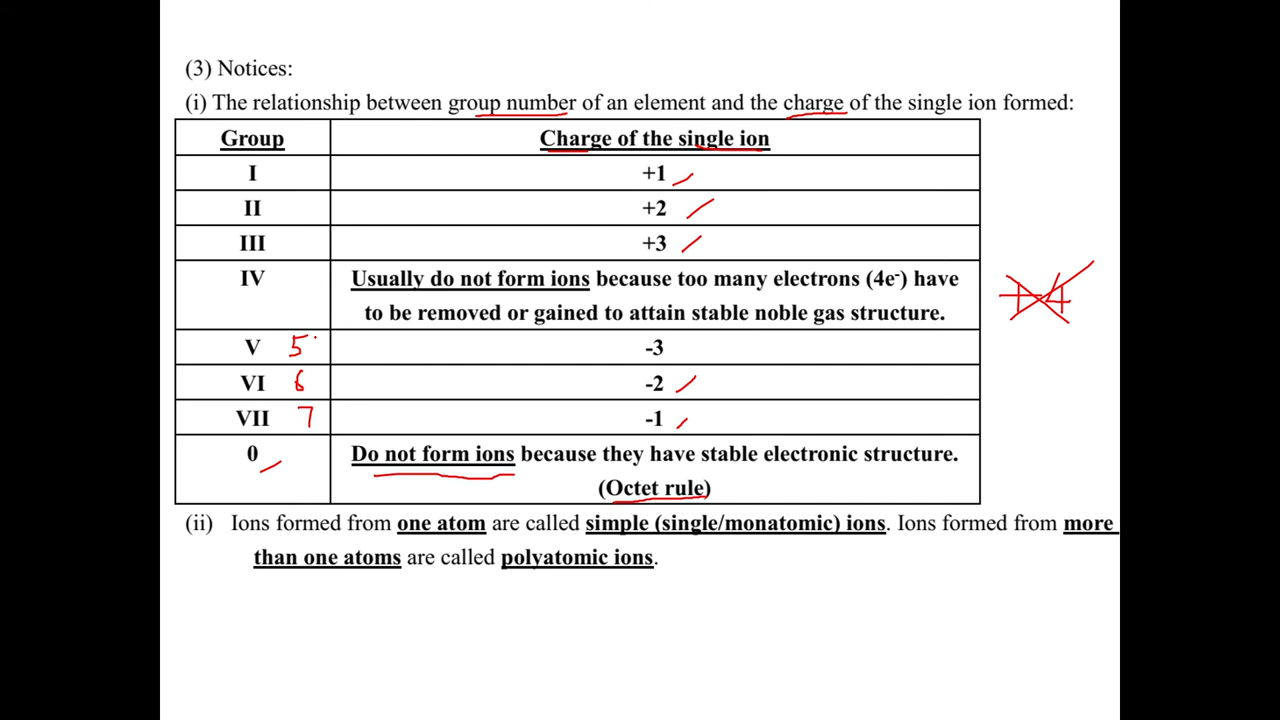 (3) Notices:
(i) The relationship between group number of an element and the charge of the single ion formed:
Group Charge of the single ion
I +1
II +2
III +3
IV Usually do not form ions because too many electrons (4e⁻) have
to be removed or gained to attain stable noble gas structure.
V 5 -3
VI 6 -2
VII 7 -1
0 Do not form ions because they have stable electronic structure.
(Octet rule)
(ii) Ions formed from one atom are called simple (single/monatomic) ions. Ions formed from more
than one atoms are called polyatomic ions.